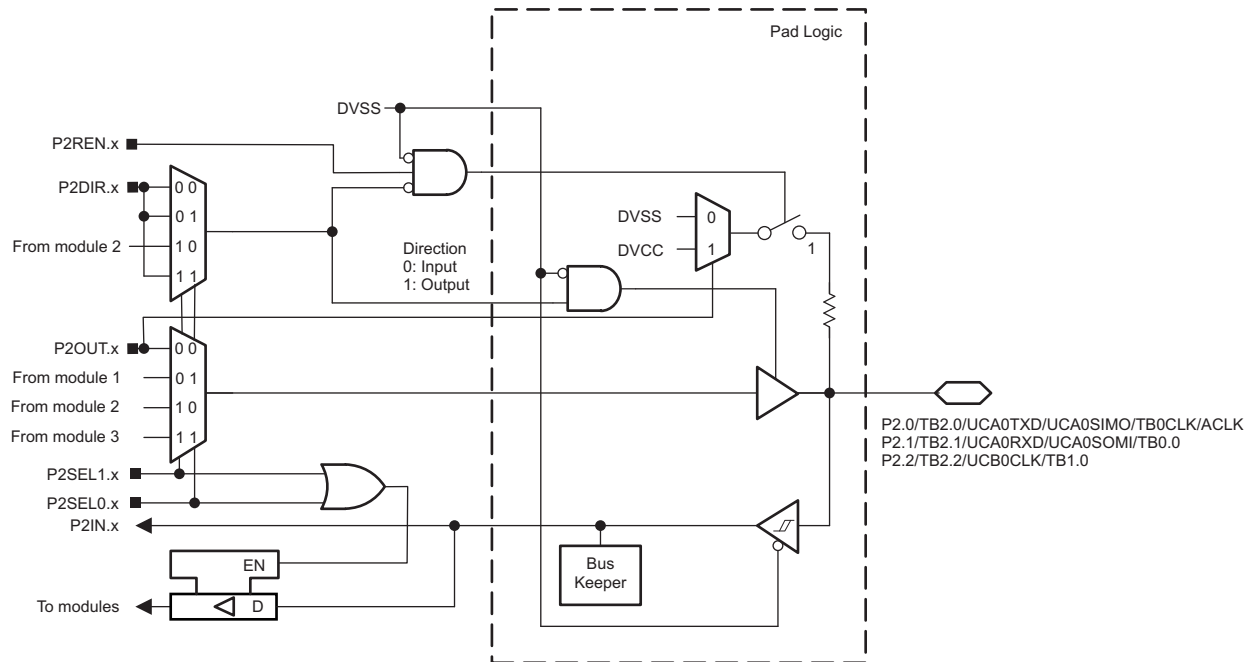 Pad Logic
DVSS
P2REN.x
P2DIR.x
0 0
0 1
From module 2
1 0
1 1
Direction
0: Input
1: Output
DVSS
0
DVCC
1
1
P2OUT.x
0 0
From module 1
0 1
From module 2
1 0
From module 3
1 1
P2.0/TB2.0/UCA0TXD/UCA0SIMO/TB0CLK/ACLK
P2.1/TB2.1/UCA0RXD/UCA0SOMI/TB0.0
P2.2/TB2.2/UCB0CLK/TB1.0
P2SEL1.x
P2SEL0.x
P2IN.x
Bus
Keeper
EN
To modules
D